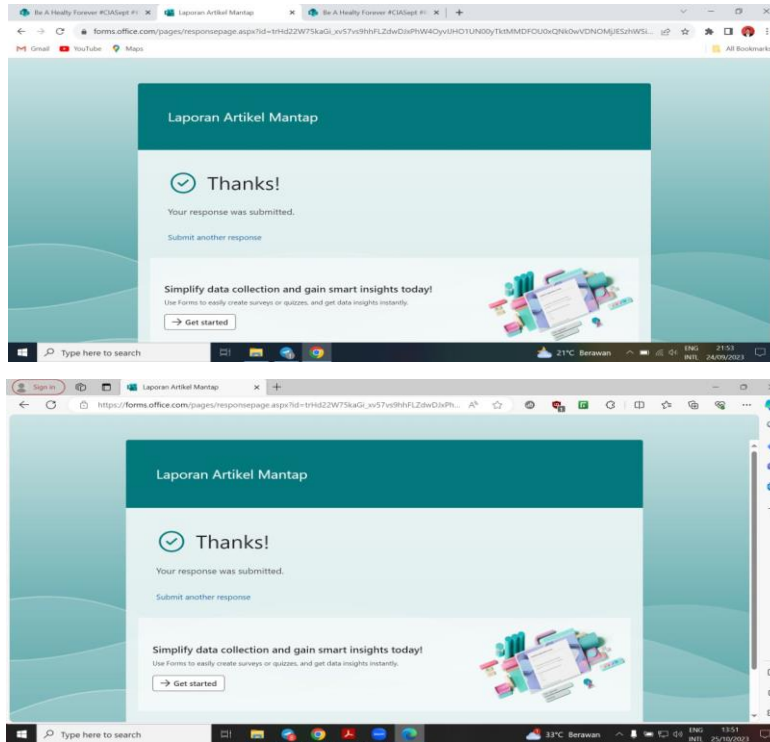 Be A Healty Forever #CIASept #
Laporan Artikel Mantap
Be A Healty Forever #CIASept #
forms.office.com/pages/responsepage.aspx?id=
Gmail YouTube Maps
All Bookmarks
Laporan Artikel Mantap
Thanks!
Your response was submitted.
Submit another response
Simplify data collection and gain smart insights today!
Use Forms to easily create surveys or quizzes, and get data insights instantly.
→ Get started
Type here to search
21°C Berawan
ENG
INTL
21:53
24/09/2023
Sign in
Laporan Artikel Mantap
https://forms.office.com/pages/responsepage.aspx?id=
Laporan Artikel Mantap
Thanks!
Your response was submitted.
Submit another response
Simplify data collection and gain smart insights today!
Use Forms to easily create surveys or quizzes, and get data insights instantly.
→ Get started
Type here to search
33°C Berawan
ENG
INTL
13:51
25/10/2023